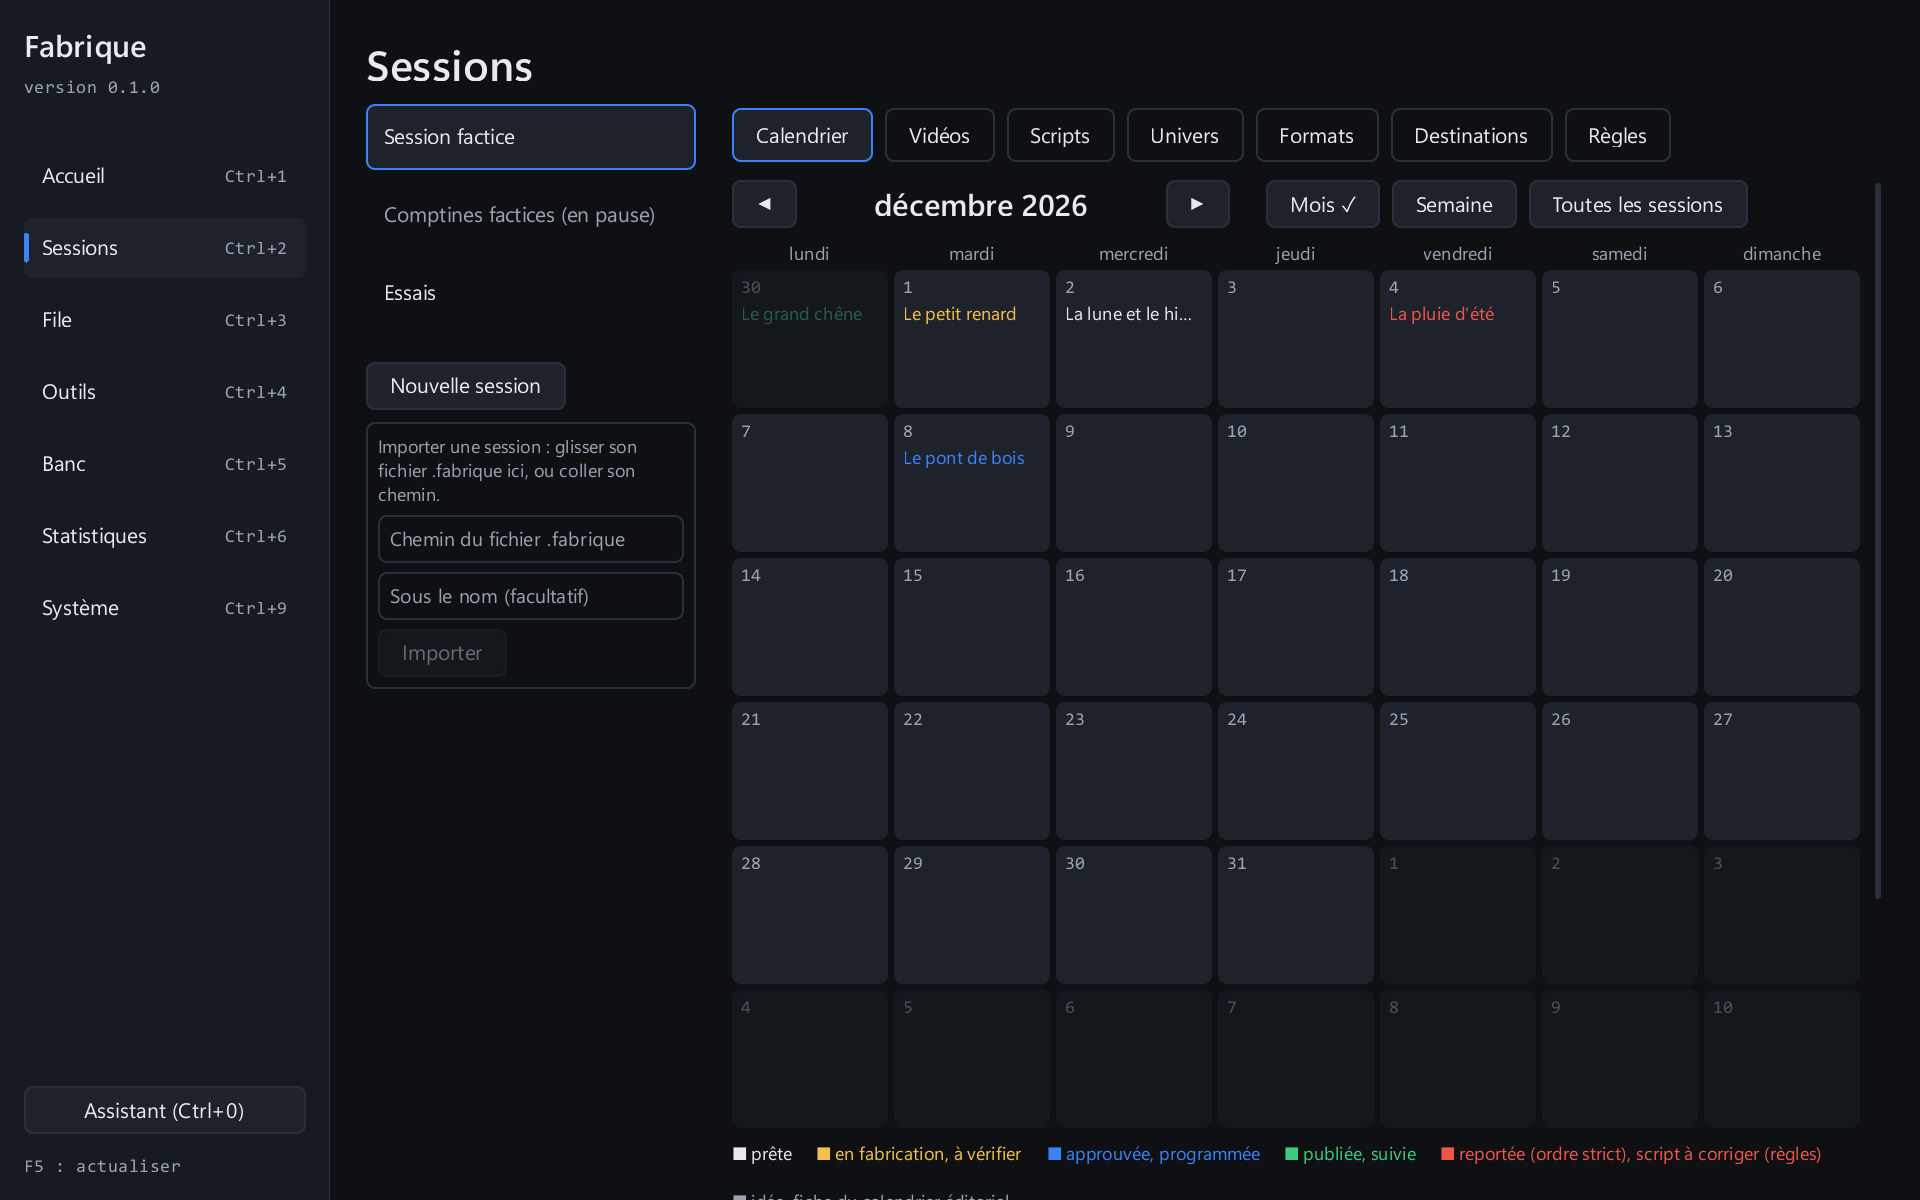 Fabrique
version 0.1.0
Accueil Ctrl+1
Sessions Ctrl+2
File Ctrl+3
Outils Ctrl+4
Banc Ctrl+5
Statistiques Ctrl+6
Système Ctrl+9
Assistant (Ctrl+0)
F5 : actualiser
Sessions
Session factice
Comptines factices (en pause)
Essais
Nouvelle session
Importer une session : glisser son
fichier .fabrique ici, ou coller son
chemin.
Chemin du fichier .fabrique
Sous le nom (facultatif)
Importer
Calendrier Vidéos Scripts Univers Formats Destinations Règles
◄ décembre 2026 ► Mois ✓ Semaine Toutes les sessions
lundi mardi mercredi jeudi vendredi samedi dimanche
30 1 2 3 4 5 6
Le grand chêne Le petit renard La lune et le hi... La pluie d'été
7 8 9 10 11 12 13
Le pont de bois
14 15 16 17 18 19 20
21 22 23 24 25 26 27
28 29 30 31 1 2 3
4 5 6 7 8 9 10
prête en fabrication, à vérifier approuvée, programmée publiée, suivie reportée (ordre strict), script à corriger (règles)
idée, fiche du calendrier éditorial